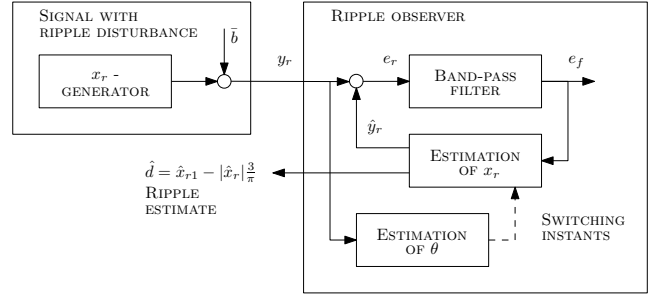 SIGNAL WITH
RIPPLE DISTURBANCE
b̄
x_r -
GENERATOR
y_r
RIPPLE OBSERVER
e_r
BAND-PASS
FILTER
e_f
ŷ_r
ESTIMATION
OF x_r
d̂ = x̂_{r1} − |x̂_r| 3/π
RIPPLE
ESTIMATE
ESTIMATION
OF θ
SWITCHING
INSTANTS